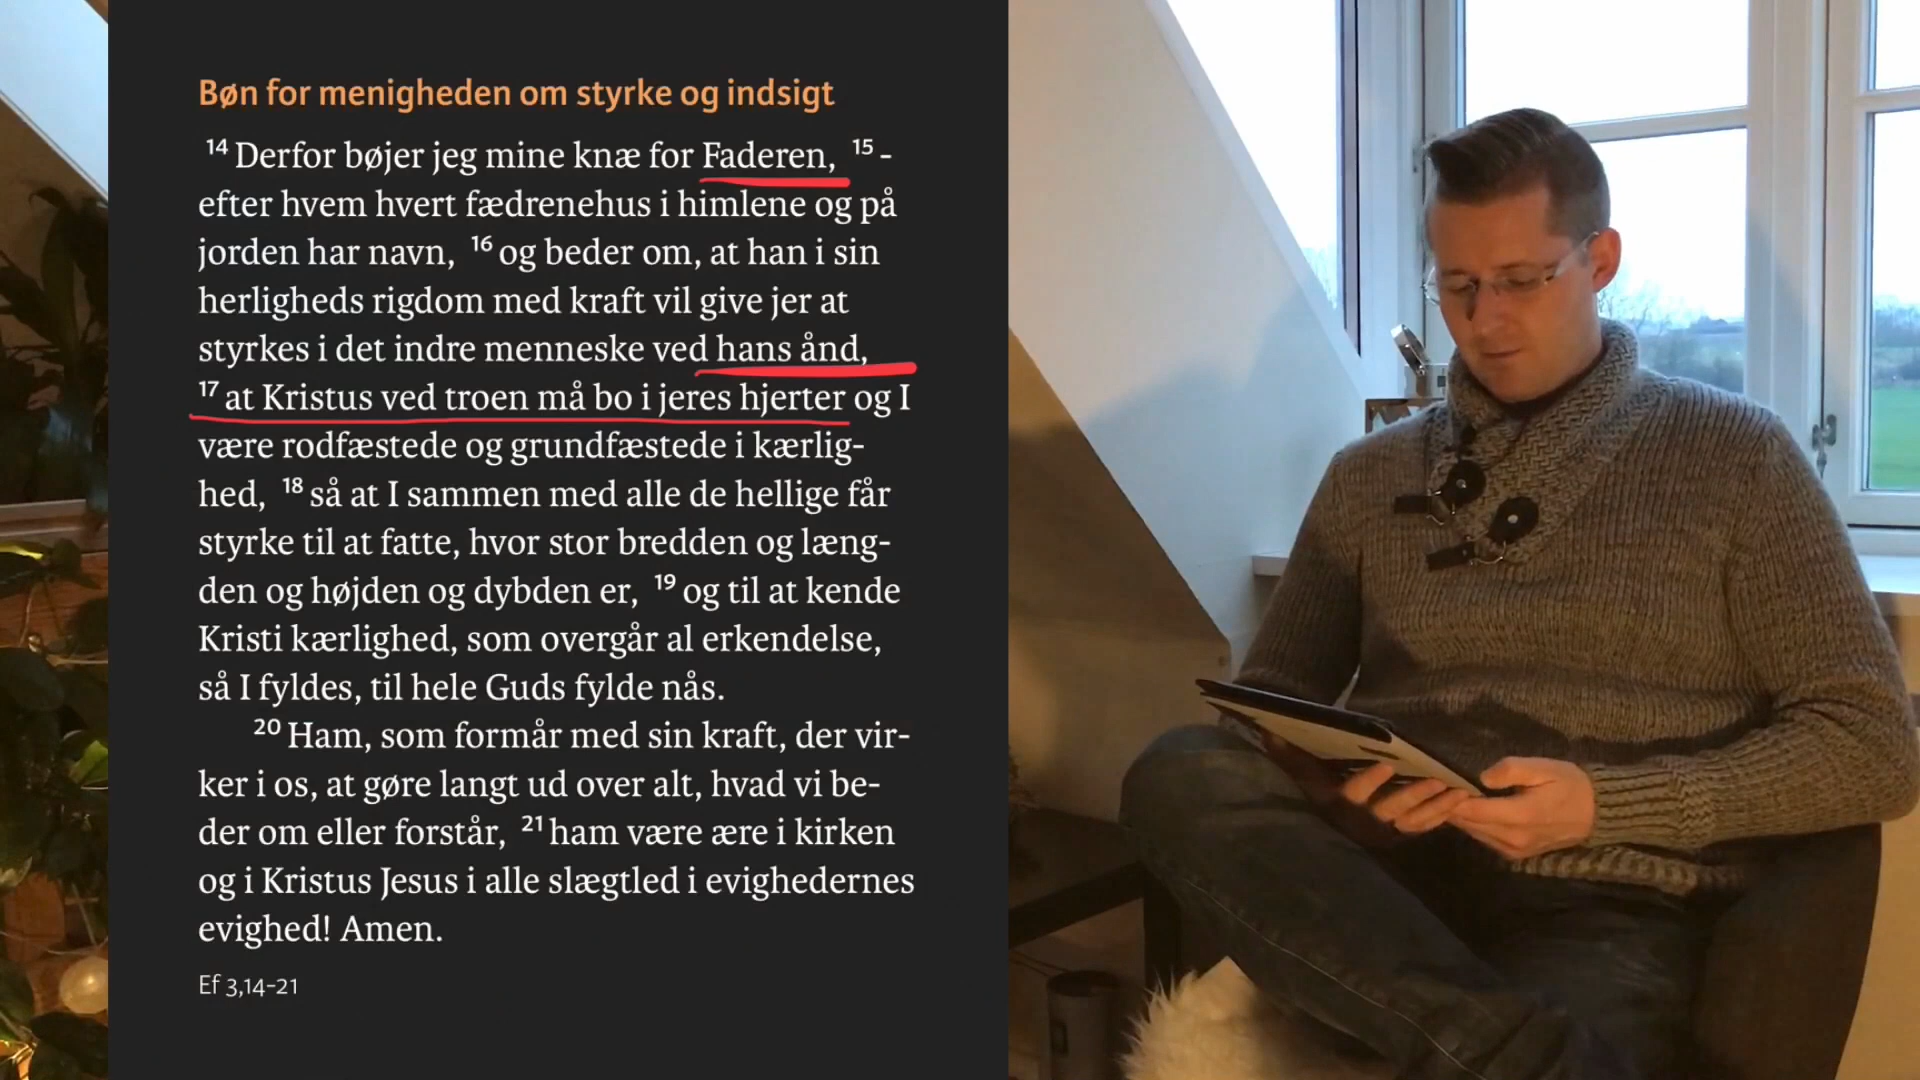 Bøn for menigheden om styrke og indsigt
14 Derfor bøjer jeg mine knæ for Faderen, 15 -
efter hvem hvert fædrenehus i himlene og på
jorden har navn, 16 og beder om, at han i sin
herligheds rigdom med kraft vil give jer at
styrkes i det indre menneske ved hans ånd,
17 at Kristus ved troen må bo i jeres hjerter og I
være rodfæstede og grundfæstede i kærlig-
hed, 18 så at I sammen med alle de hellige får
styrke til at fatte, hvor stor bredden og læng-
den og højden og dybden er, 19 og til at kende
Kristi kærlighed, som overgår al erkendelse,
så I fyldes, til hele Guds fylde nås.
20 Ham, som formår med sin kraft, der vir-
ker i os, at gøre langt ud over alt, hvad vi be-
der om eller forstår, 21 ham være ære i kirken
og i Kristus Jesus i alle slægtled i evighedernes
evighed! Amen.
Ef 3,14-21